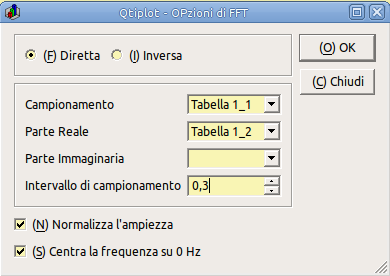 Qtiplot - OPzioni di FFT
(F) Diretta (I) Inversa
(O) OK
(C) Chiudi
Campionamento Tabella 1_1
Parte Reale Tabella 1_2
Parte Immaginaria
Intervallo di campionamento 0,3
(N) Normalizza l'ampiezza
(S) Centra la frequenza su 0 Hz